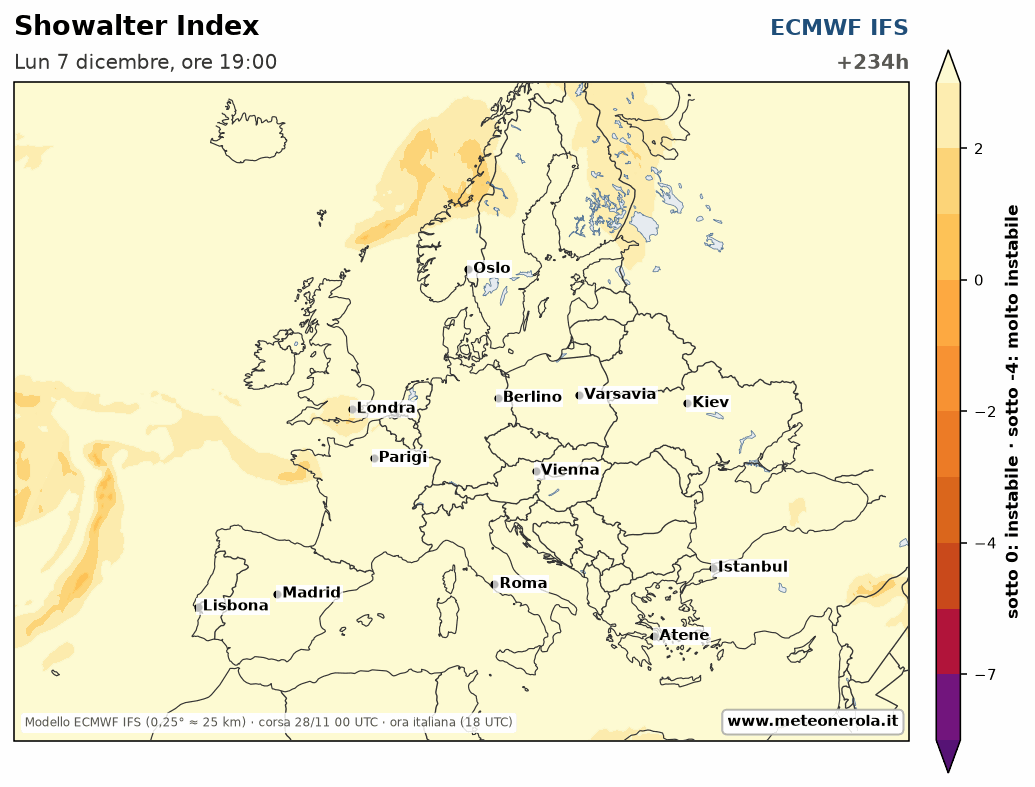 Showalter Index
ECMWF IFS
Lun 7 dicembre, ore 19:00
+234h
Oslo
Londra
Berlino
Varsavia
Kiev
Parigi
Vienna
Istanbul
Roma
Madrid
Lisbona
Atene
Modello ECMWF IFS (0,25° ≈ 25 km) · corsa 28/11 00 UTC · ora italiana (18 UTC)
www.meteonerola.it
2
0
−2
−4
−7
sotto 0: instabile · sotto -4: molto instabile